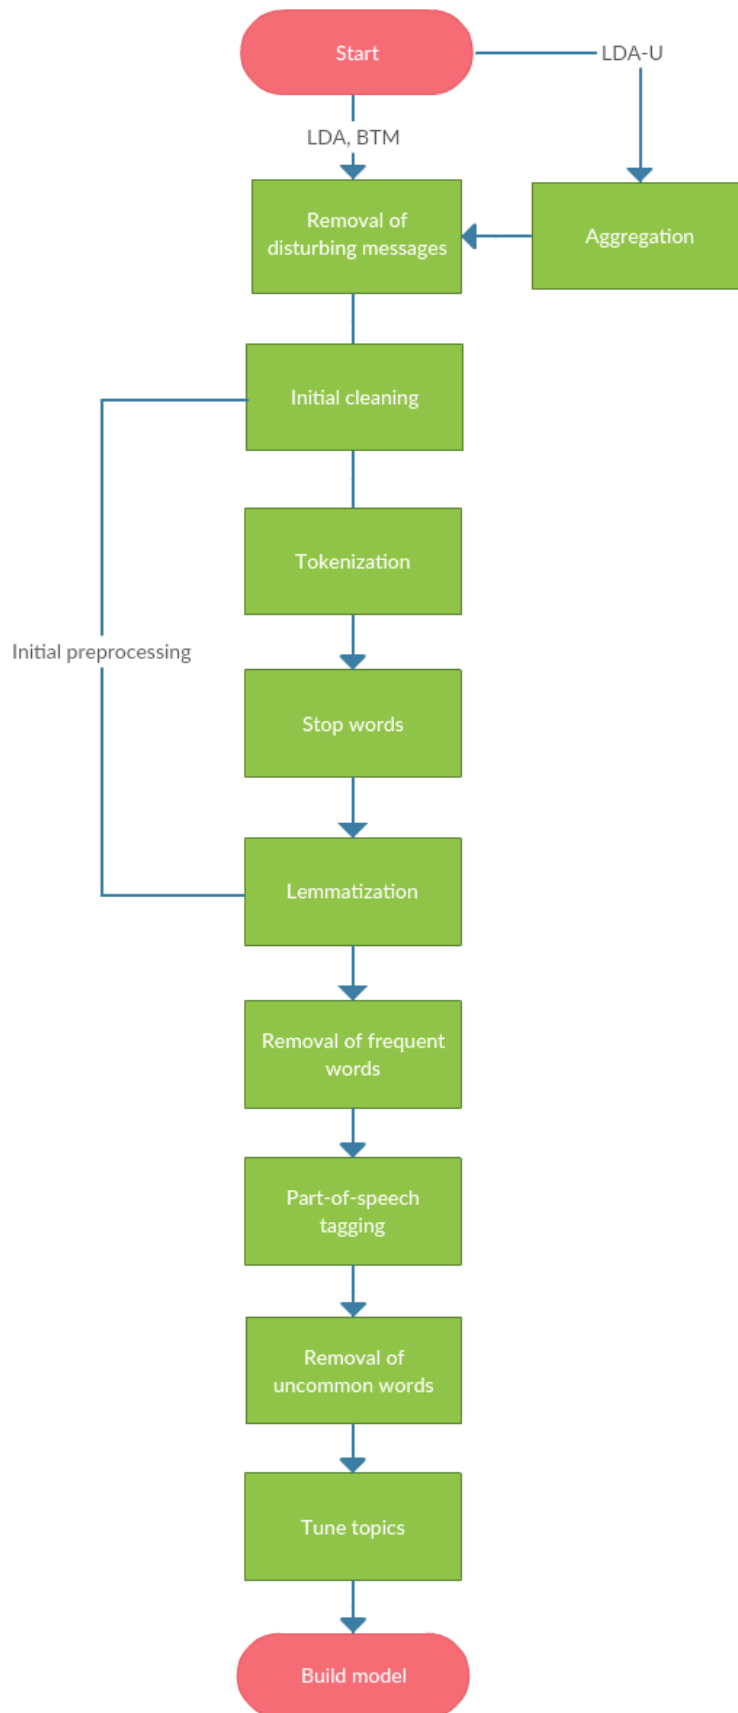 Start
LDA-U
LDA, BTM
Removal of
disturbing messages
Aggregation
Initial cleaning
Tokenization
Initial preprocessing
Stop words
Lemmatization
Removal of frequent
words
Part-of-speech
tagging
Removal of
uncommon words
Tune topics
Build model